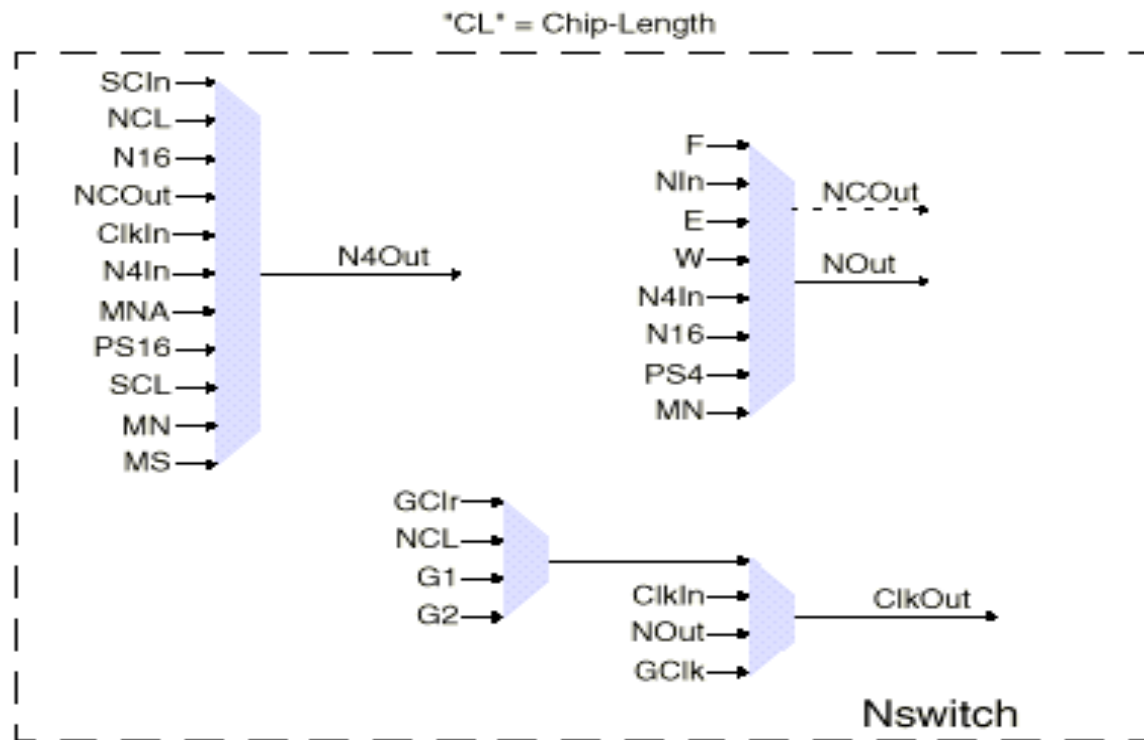 "CL" = Chip-Length
SCIn
NCL
N16
NCOut
ClkIn
N4In
MNA
PS16
SCL
MN
MS
N4Out
F
NIn
E
W
N4In
N16
PS4
MN
NCOut
NOut
GClr
NCL
G1
G2
ClkIn
NOut
GClk
ClkOut
Nswitch